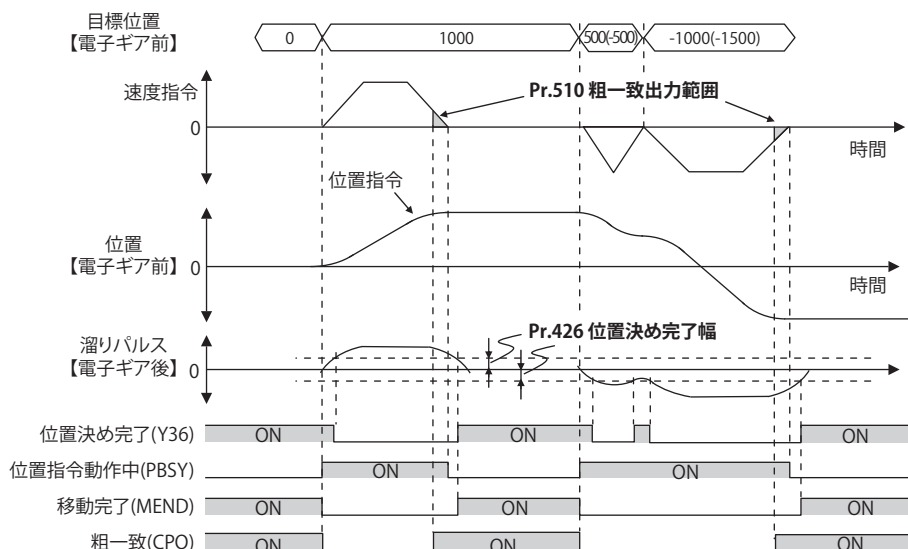 目標位置
【電子ギア前】
0
1000
500(-500)
-1000(-1500)
速度指令
Pr.510 粗一致出力範囲
0
時間
位置指令
位置
【電子ギア前】
0
時間
溜りパルス
【電子ギア後】
0
Pr.426 位置決め完了幅
位置決め完了(Y36)
ON
ON
ON
位置指令動作中(PBSY)
ON
ON
移動完了(MEND)
ON
ON
ON
粗一致(CPO)
ON
ON
ON